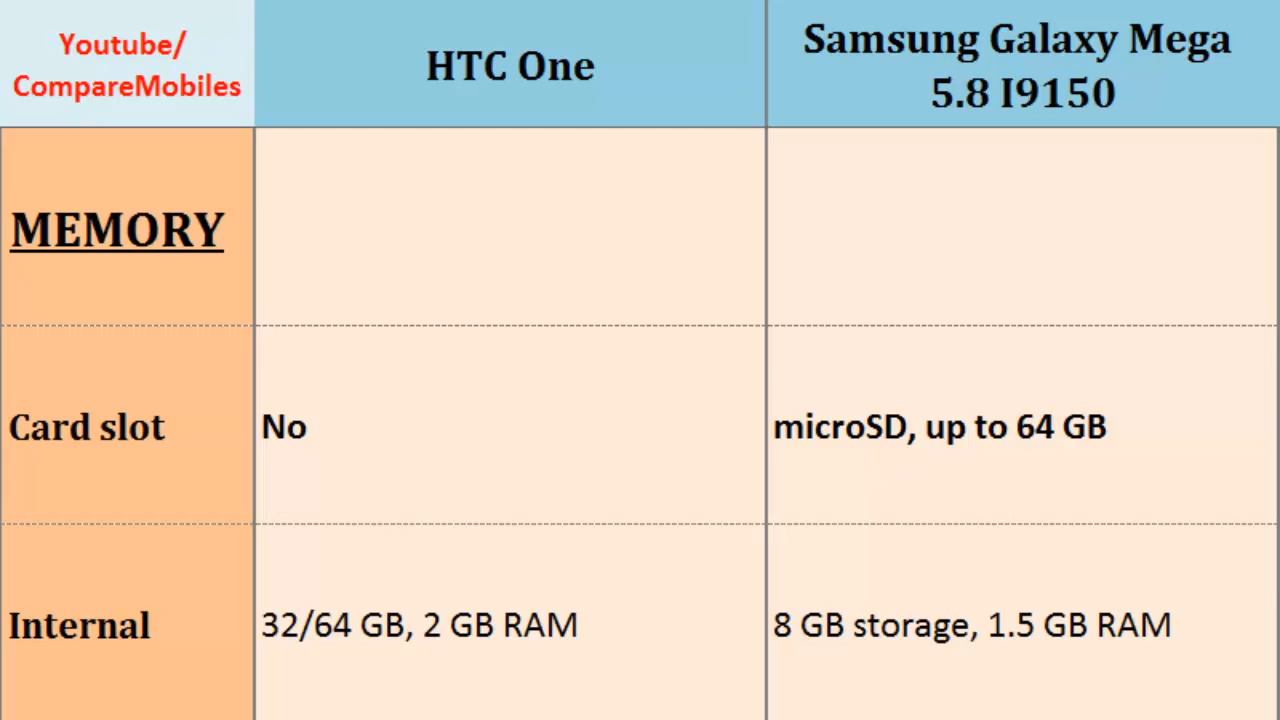 Youtube/
CompareMobiles
HTC One
Samsung Galaxy Mega
5.8 I9150
MEMORY
Card slot
No
microSD, up to 64 GB
Internal
32/64 GB, 2 GB RAM
8 GB storage, 1.5 GB RAM